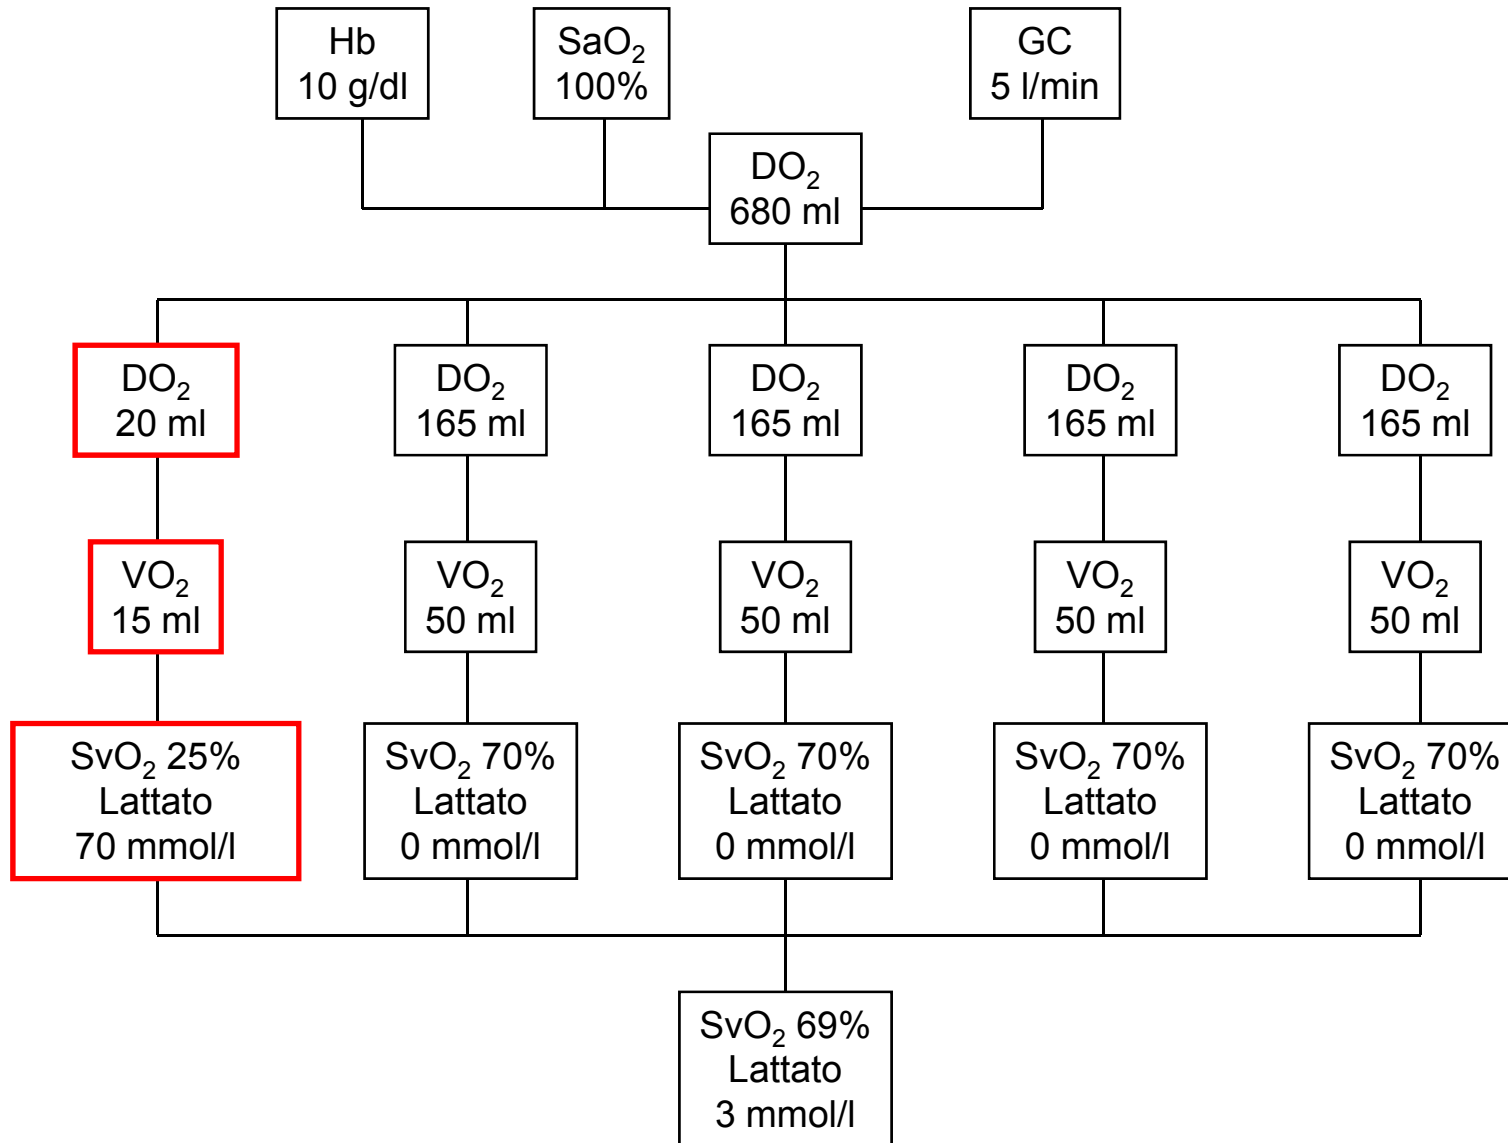 Hb
10 g/dl
SaO₂
100%
GC
5 l/min
DO₂
680 ml
DO₂
20 ml
DO₂
165 ml
DO₂
165 ml
DO₂
165 ml
DO₂
165 ml
VO₂
15 ml
VO₂
50 ml
VO₂
50 ml
VO₂
50 ml
VO₂
50 ml
SvO₂ 25%
Lattato
70 mmol/l
SvO₂ 70%
Lattato
0 mmol/l
SvO₂ 70%
Lattato
0 mmol/l
SvO₂ 70%
Lattato
0 mmol/l
SvO₂ 70%
Lattato
0 mmol/l
SvO₂ 69%
Lattato
3 mmol/l